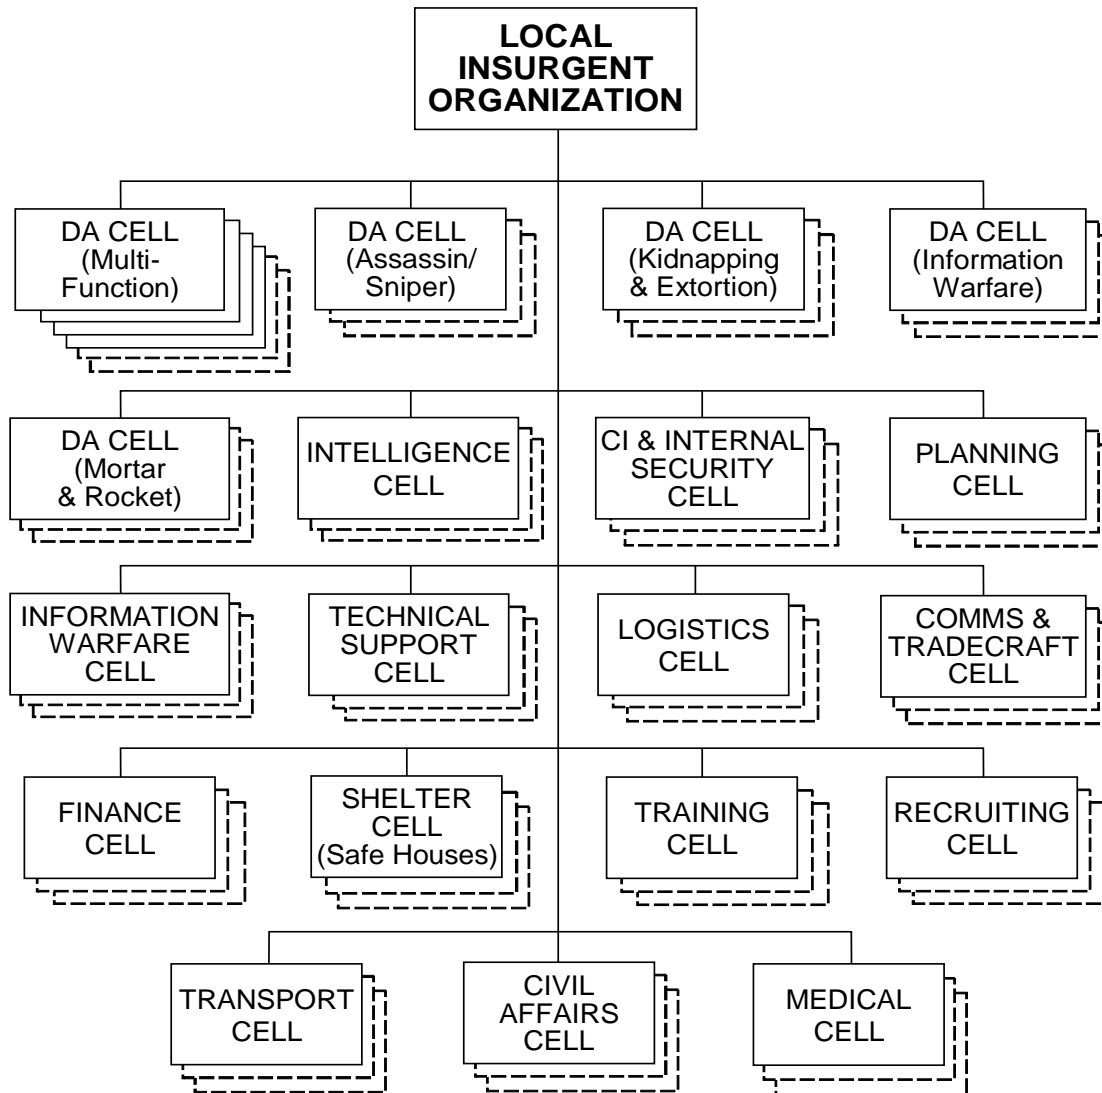 LOCAL
INSURGENT
ORGANIZATION
DA CELL
(Multi-
Function)
DA CELL
(Assassin/
Sniper)
DA CELL
(Kidnapping
& Extortion)
DA CELL
(Information
Warfare)
DA CELL
(Mortar
& Rocket)
INTELLIGENCE
CELL
CI & INTERNAL
SECURITY
CELL
PLANNING
CELL
INFORMATION
WARFARE
CELL
TECHNICAL
SUPPORT
CELL
LOGISTICS
CELL
COMMS &
TRADECRAFT
CELL
FINANCE
CELL
SHELTER
CELL
(Safe Houses)
TRAINING
CELL
RECRUITING
CELL
TRANSPORT
CELL
CIVIL
AFFAIRS
CELL
MEDICAL
CELL